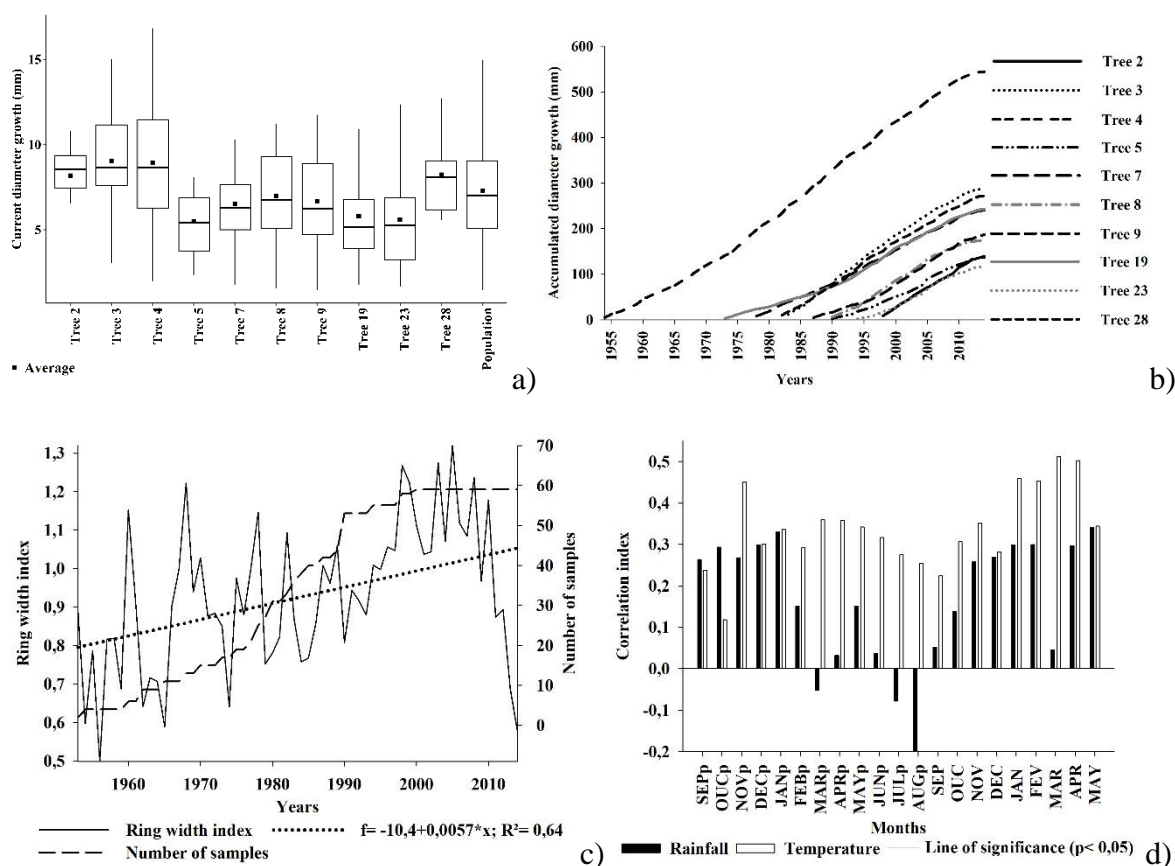 Current diameter growth (mm)
15
10
5
Tree 2
Tree 3
Tree 4
Tree 5
Tree 7
Tree 8
Tree 9
Tree 19
Tree 23
Tree 28
Population
▪ Average
a)
Accumulated diameter growth (mm)
600
500
400
300
200
100
0
1955
1960
1965
1970
1975
1980
1985
1990
1995
2000
2005
2010
Years
Tree 2
Tree 3
Tree 4
Tree 5
Tree 7
Tree 8
Tree 9
Tree 19
Tree 23
Tree 28
b)
Ring width index
1,3
1,2
1,1
1,0
0,9
0,8
0,7
0,6
0,5
70
60
50
40
30
20
10
0
Number of samples
1960
1970
1980
1990
2000
2010
Years
Ring width index
f= -10,4+0,0057*x; R²= 0,64
Number of samples
c)
Correlation index
0,5
0,4
0,3
0,2
0,1
0,0
-0,1
-0,2
SEPp
OUCp
NOVp
DECp
JANp
FEBp
MARp
APRp
MAYp
JUNp
JULp
AUGp
SEP
OUC
NOV
DEC
JAN
FEV
MAR
APR
MAY
Months
Rainfall
Temperature
Line of significance (p< 0,05)
d)